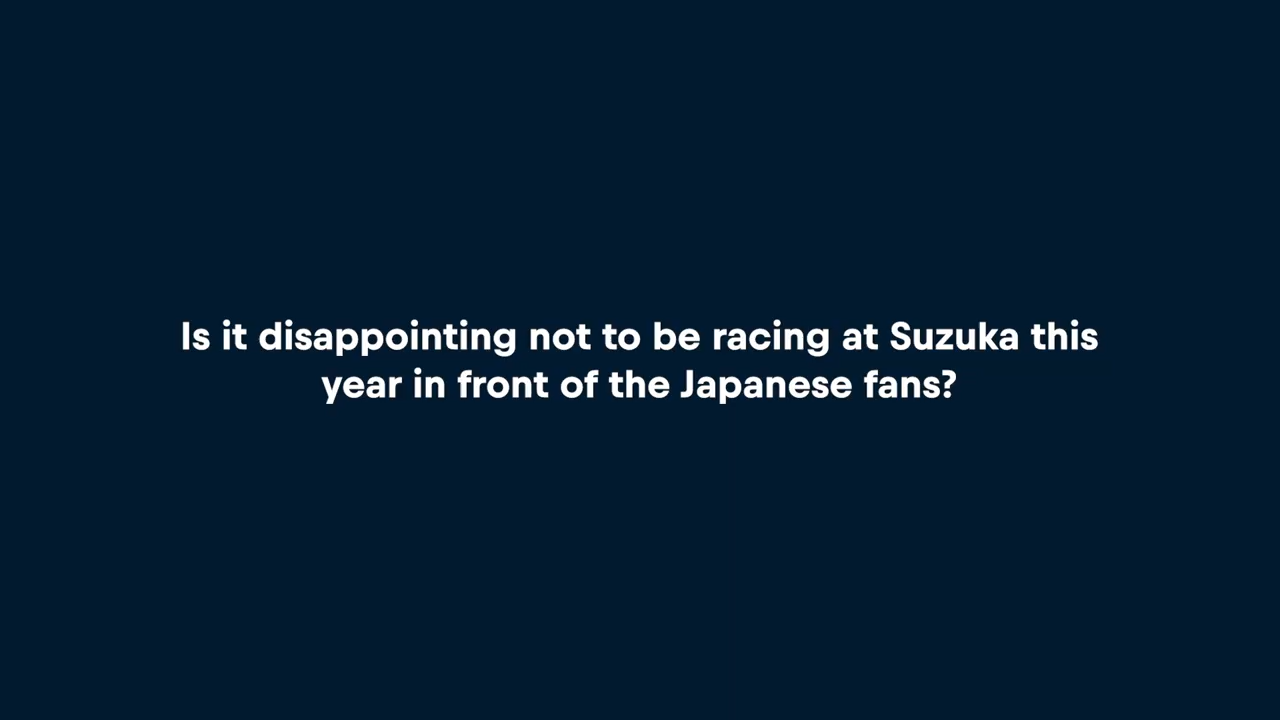 Is it disappointing not to be racing at Suzuka this
year in front of the Japanese fans?